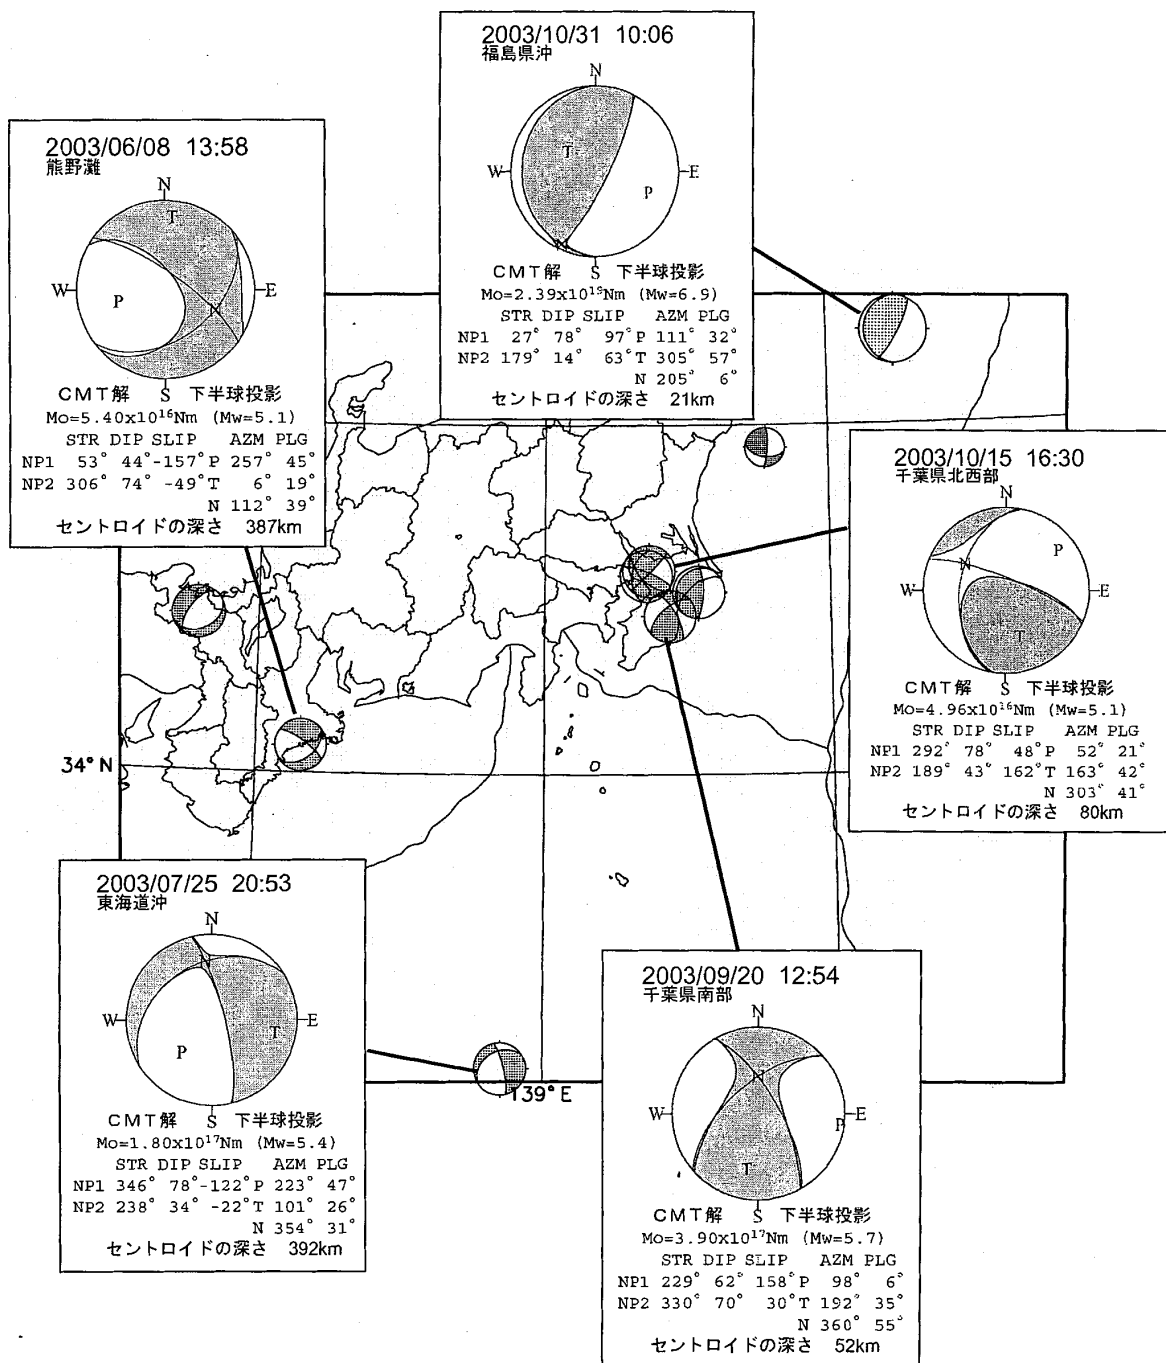 2003/10/31 10:06
福島県沖
N
W
T
P
E
N
CMT解 S 下半球投影
Mo=2.39x10¹⁹Nm (Mw=6.9)
STR DIP SLIP AZM PLG
NP1 27° 78° 97° P 111° 32°
NP2 179° 14° 63° T 305° 57°
N 205° 6°
セントロイドの深さ 21km
2003/06/08 13:58
熊野灘
N
T
W
P
N
E
CMT解 S 下半球投影
Mo=5.40x10¹⁶Nm (Mw=5.1)
STR DIP SLIP AZM PLG
NP1 53° 44° -157° P 257° 45°
NP2 306° 74° -49° T 6° 19°
N 112° 39°
セントロイドの深さ 387km
2003/10/15 16:30
千葉県北西部
N
P
N
W
E
T
CMT解 S 下半球投影
Mo=4.96x10¹⁶Nm (Mw=5.1)
STR DIP SLIP AZM PLG
NP1 292° 78° 48° P 52° 21°
NP2 189° 43° 162° T 163° 42°
N 303° 41°
セントロイドの深さ 80km
34°N
139°E
2003/07/25 20:53
東海道沖
N
N
W
T
E
P
CMT解 S 下半球投影
Mo=1.80x10¹⁷Nm (Mw=5.4)
STR DIP SLIP AZM PLG
NP1 346° 78° -122° P 223° 47°
NP2 238° 34° -22° T 101° 26°
N 354° 31°
セントロイドの深さ 392km
2003/09/20 12:54
千葉県南部
N
N
W
E
P
T
CMT解 S 下半球投影
Mo=3.90x10¹⁷Nm (Mw=5.7)
STR DIP SLIP AZM PLG
NP1 229° 62° 158° P 98° 6°
NP2 330° 70° 30° T 192° 35°
N 360° 55°
セントロイドの深さ 52km